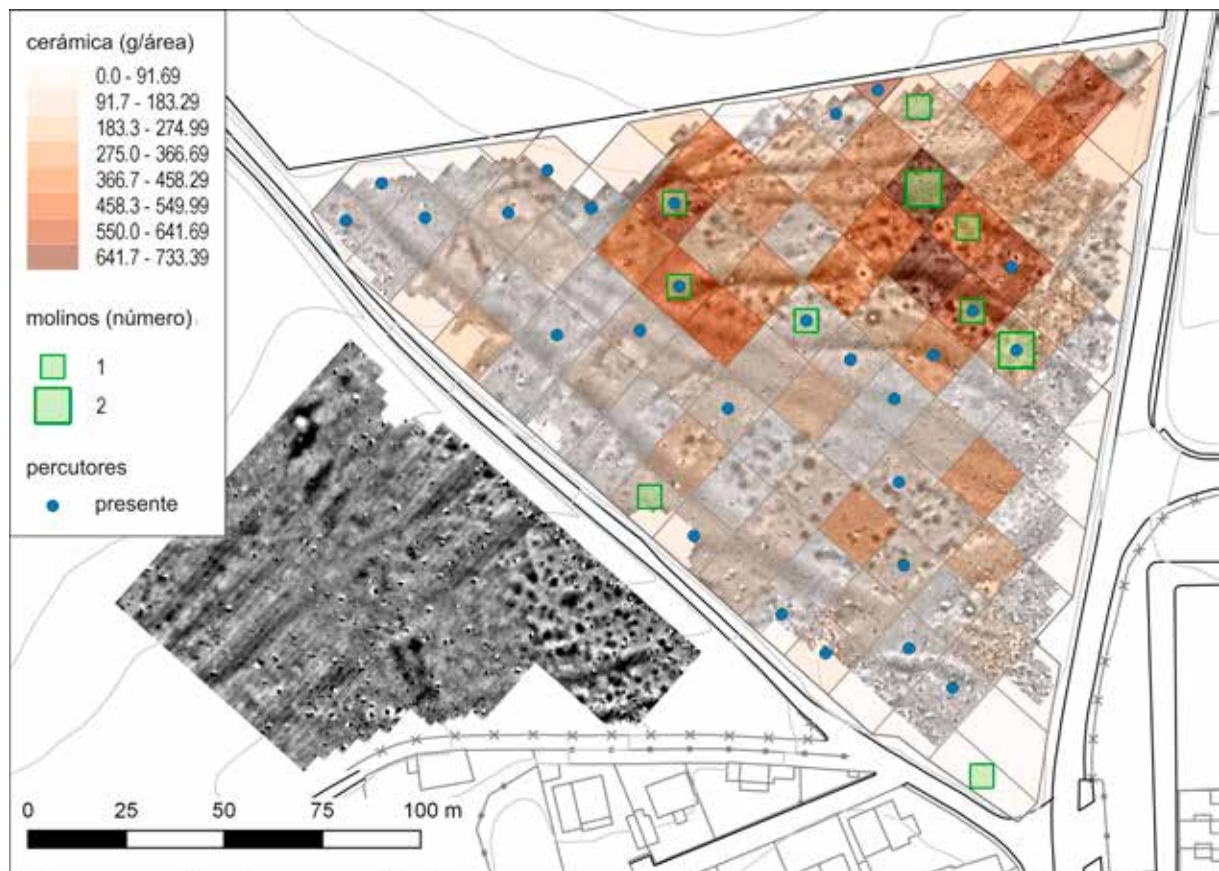 cerámica (g/área)
0.0 - 91.69
91.7 - 183.29
183.3 - 274.99
275.0 - 366.69
366.7 - 458.29
458.3 - 549.99
550.0 - 641.69
641.7 - 733.39
molinos (número)
1
2
percutores
presente
0 25 50 75 100 m